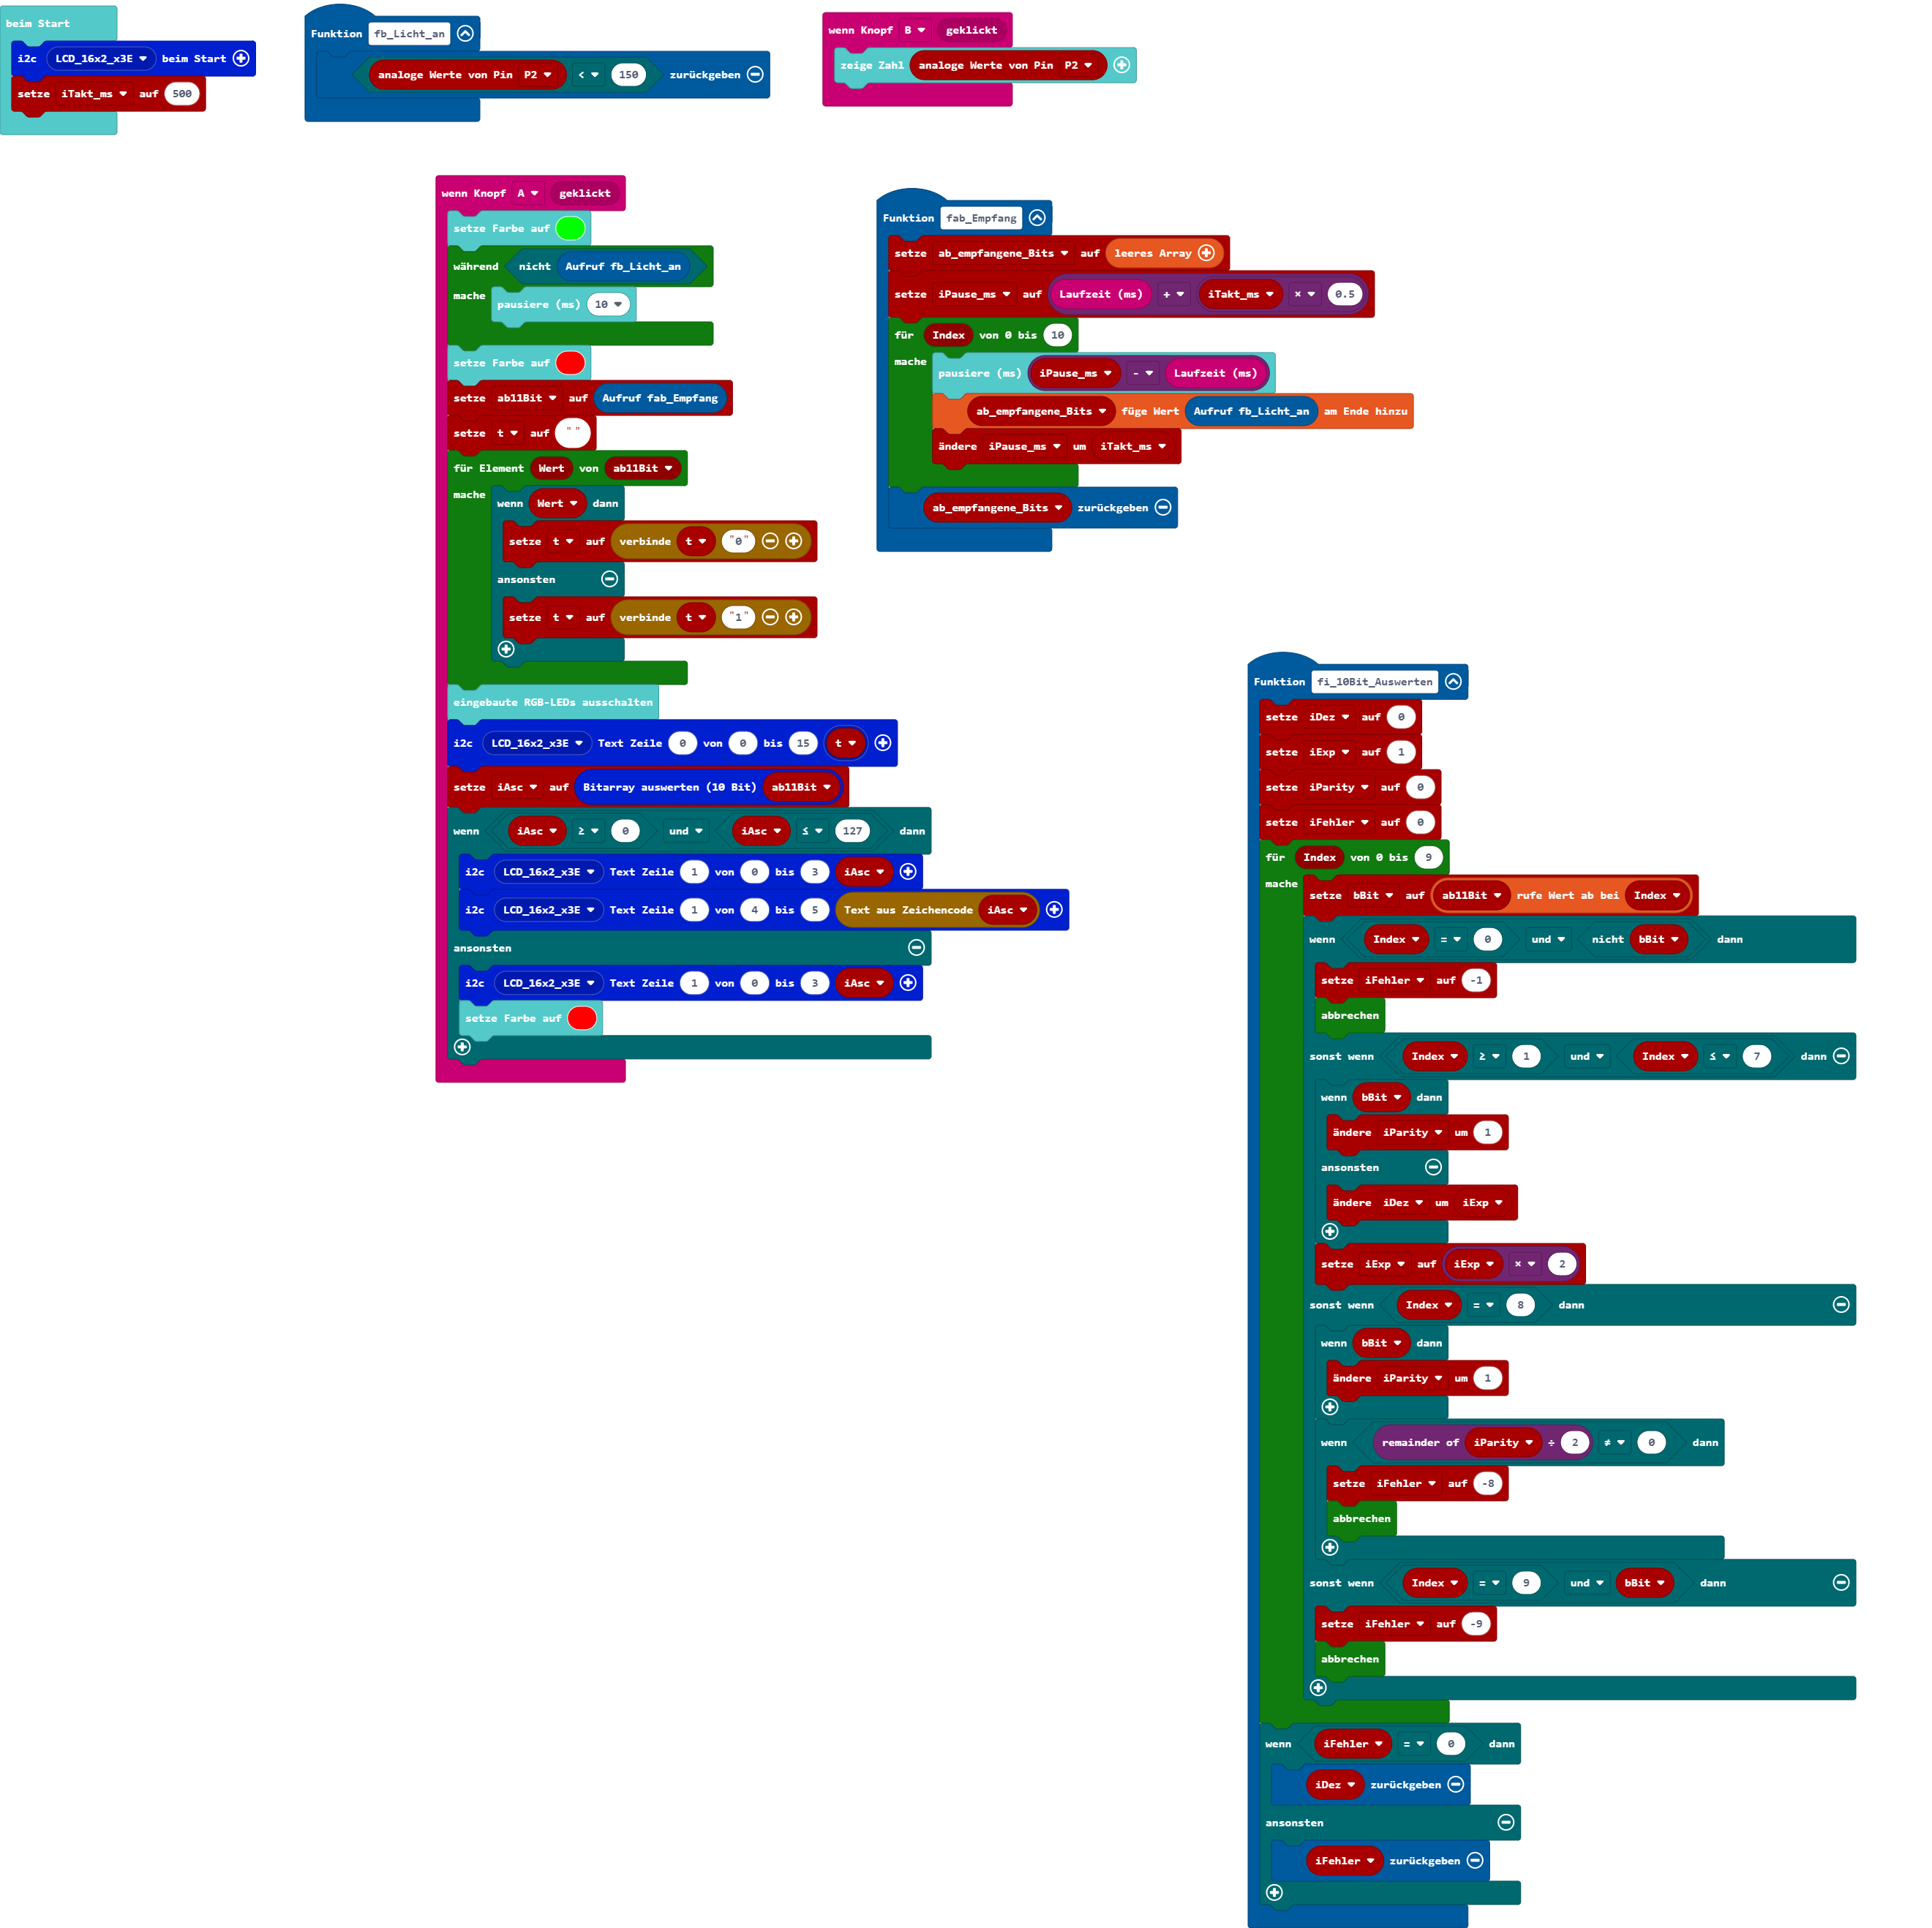 beim Start
i2c LCD_16x2_x3E beim Start
setze iTakt_ms auf 500
Funktion fb_Licht_an
analoge Werte von Pin P2 < 150 zurückgeben
wenn Knopf B geklickt
zeige Zahl analoge Werte von Pin P2
wenn Knopf A geklickt
setze Farbe auf
während nicht Aufruf fb_Licht_an
mache pausiere (ms) 10
setze Farbe auf
setze ab11Bit auf Aufruf fab_Empfang
setze t auf " "
für Element Wert von ab11Bit
mache wenn Wert dann
setze t auf verbinde t "0"
ansonsten
setze t auf verbinde t "1"
eingebaute RGB-LEDs ausschalten
i2c LCD_16x2_x3E Text Zeile 0 von 0 bis 15 t
setze iAsc auf Bitarray auswerten (10 Bit) ab11Bit
wenn iAsc ≥ 0 und iAsc ≤ 127 dann
i2c LCD_16x2_x3E Text Zeile 1 von 0 bis 3 iAsc
i2c LCD_16x2_x3E Text Zeile 1 von 4 bis 5 Text aus Zeichencode iAsc
ansonsten
i2c LCD_16x2_x3E Text Zeile 1 von 0 bis 3 iAsc
setze Farbe auf
Funktion fab_Empfang
setze ab_empfangene_Bits auf leeres Array
setze iPause_ms auf Laufzeit (ms) + iTakt_ms × 0.5
für Index von 0 bis 10
mache pausiere (ms) iPause_ms - Laufzeit (ms)
ab_empfangene_Bits füge Wert Aufruf fb_Licht_an am Ende hinzu
ändere iPause_ms um iTakt_ms
ab_empfangene_Bits zurückgeben
Funktion fi_10Bit_Auswerten
setze iDez auf 0
setze iExp auf 1
setze iParity auf 0
setze iFehler auf 0
für Index von 0 bis 9
mache setze bBit auf ab11Bit rufe Wert ab bei Index
wenn Index = 0 und nicht bBit dann
setze iFehler auf -1
abbrechen
sonst wenn Index ≥ 1 und Index ≤ 7 dann
wenn bBit dann
ändere iParity um 1
ansonsten
ändere iDez um iExp
setze iExp auf iExp × 2
sonst wenn Index = 8 dann
wenn bBit dann
ändere iParity um 1
wenn remainder of iParity ÷ 2 ≠ 0 dann
setze iFehler auf -8
abbrechen
sonst wenn Index = 9 und bBit dann
setze iFehler auf -9
abbrechen
wenn iFehler = 0 dann
iDez zurückgeben
ansonsten
iFehler zurückgeben